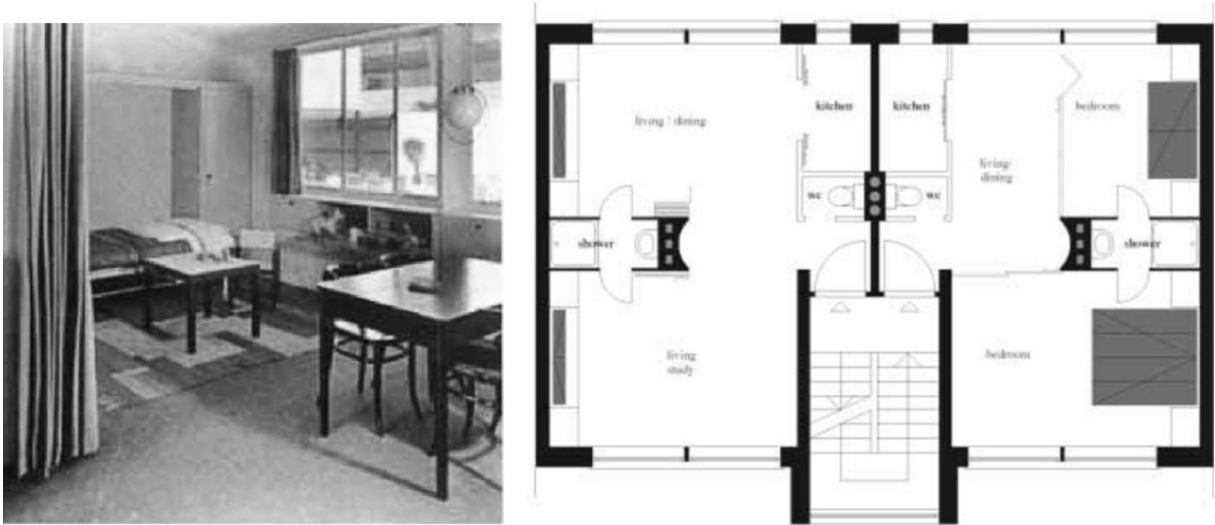 kitchen
kitchen
bedroom
living / dining
living/
dining
wc
wc
shower
shower
living
study
bedroom